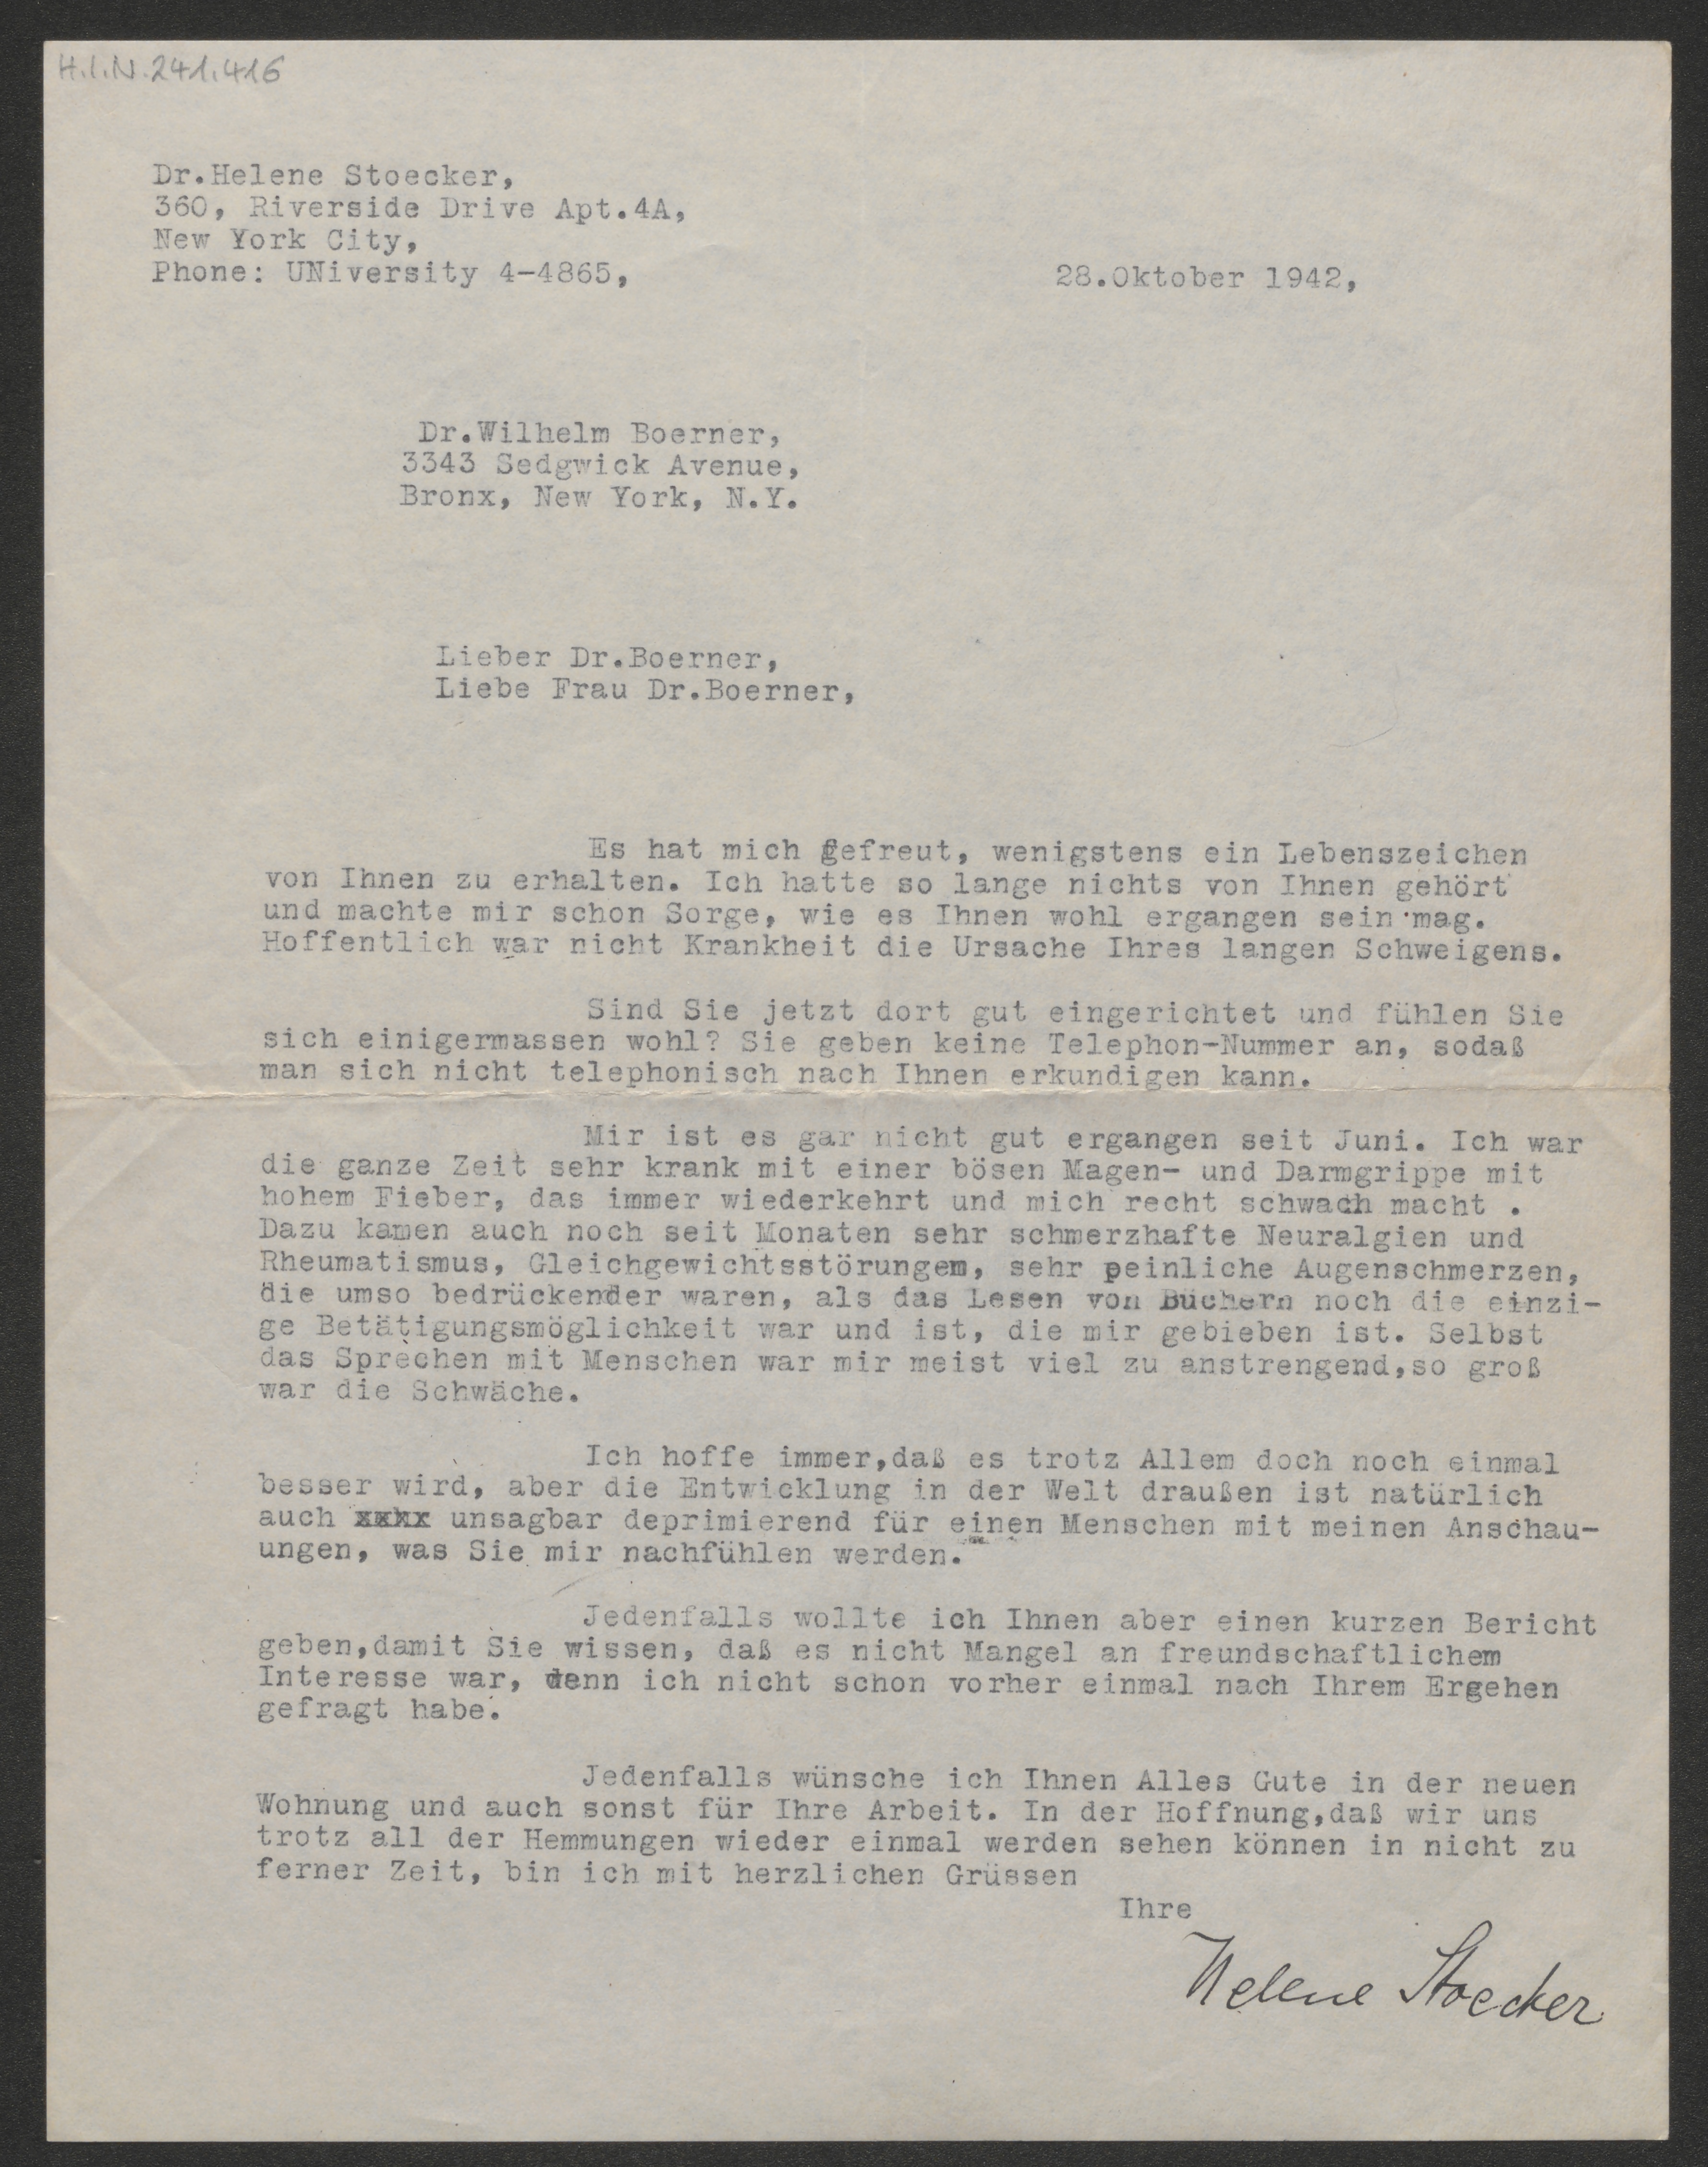 H.I.N. 241.416
Dr.Helene Stoecker,
360, Riverside Drive Apt.4A,
New York City,
Phone: UNiversity 4-4865,
28.Oktober 1942,
Dr.Wilhelm Boerner,
3343 Sedgwick Avenue,
Bronx, New York, N.Y.
Lieber Dr.Boerner,
Liebe Frau Dr.Boerner,
Es hat mich gefreut, wenigstens ein Lebenszeichen
von Ihnen zu erhalten. Ich hatte so lange nichts von Ihnen gehört
und machte mir schon Sorge, wie es Ihnen wohl ergangen sein mag.
Hoffentlich war nicht Krankheit die Ursache Ihres langen Schweigens.
Sind Sie jetzt dort gut eingerichtet und fühlen Sie
sich einigermassen wohl? Sie geben keine Telephon-Nummer an, sodaß
man sich nicht telephonisch nach Ihnen erkundigen kann.
Mir ist es gar nicht gut ergangen seit Juni. Ich war
die ganze Zeit sehr krank mit einer bösen Magen- und Darmgrippe mit
hohem Fieber, das immer wiederkehrt und mich recht schwach macht .
Dazu kamen auch noch seit Monaten sehr schmerzhafte Neuralgien und
Rheumatismus, Gleichgewichtsstörungen, sehr peinliche Augenschmerzen,
die umso bedrückender waren, als das Lesen von Büchern noch die einzi-
ge Betätigungsmöglichkeit war und ist, die mir gebieben ist. Selbst
das Sprechen mit Menschen war mir meist viel zu anstrengend,so groß
war die Schwäche.
Ich hoffe immer,daß es trotz Allem doch noch einmal
besser wird, aber die Entwicklung in der Welt draußen ist natürlich
auch unsagbar deprimierend für einen Menschen mit meinen Anschau-
ungen, was Sie mir nachfühlen werden.
Jedenfalls wollte ich Ihnen aber einen kurzen Bericht
geben,damit Sie wissen, daß es nicht Mangel an freundschaftlichem
Interesse war, wenn ich nicht schon vorher einmal nach Ihrem Ergehen
gefragt habe.
Jedenfalls wünsche ich Ihnen Alles Gute in der neuen
Wohnung und auch sonst für Ihre Arbeit. In der Hoffnung,daß wir uns
trotz all der Hemmungen wieder einmal werden sehen können in nicht zu
ferner Zeit, bin ich mit herzlichen Grüssen
Ihre
Helene Stoecker